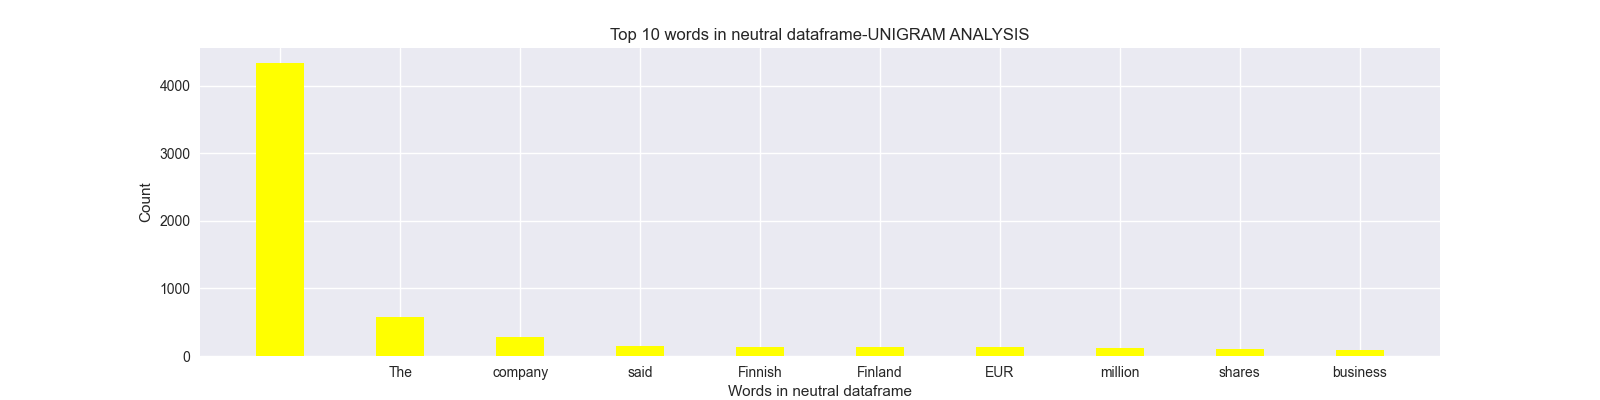 Top 10 words in neutral dataframe-UNIGRAM ANALYSIS
4000
3000
2000
1000
0
Count
The company said Finnish Finland EUR million shares business
Words in neutral dataframe